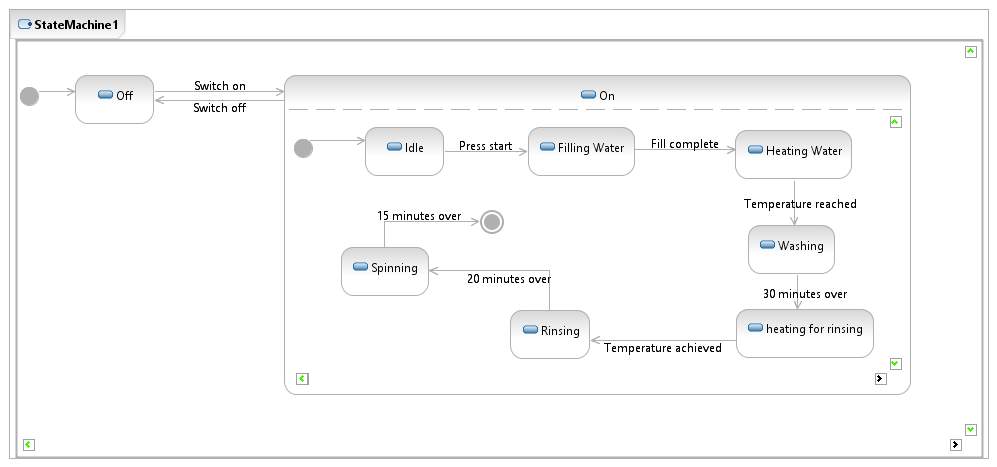 StateMachine1
Switch on
Off
On
Switch off
Idle
Press start
Filling Water
Fill complete
Heating Water
Temperature reached
15 minutes over
Washing
Spinning
20 minutes over
30 minutes over
Rinsing
heating for rinsing
Temperature achieved